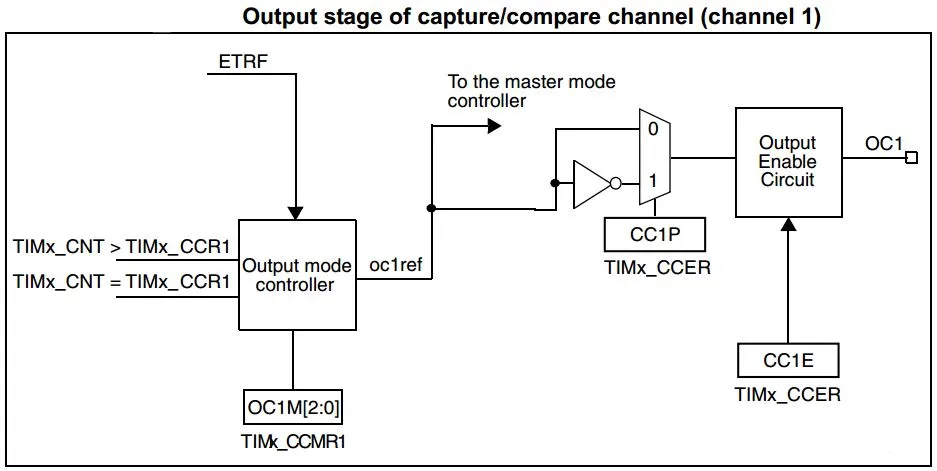 Output stage of capture/compare channel (channel 1)
ETRF
To the master mode
controller
0
1
Output
Enable
Circuit
OC1
CC1P
TIMx_CCER
TIMx_CNT > TIMx_CCR1
TIMx_CNT = TIMx_CCR1
Output mode
controller
oc1ref
CC1E
TIMx_CCER
OC1M[2:0]
TIMx_CCMR1